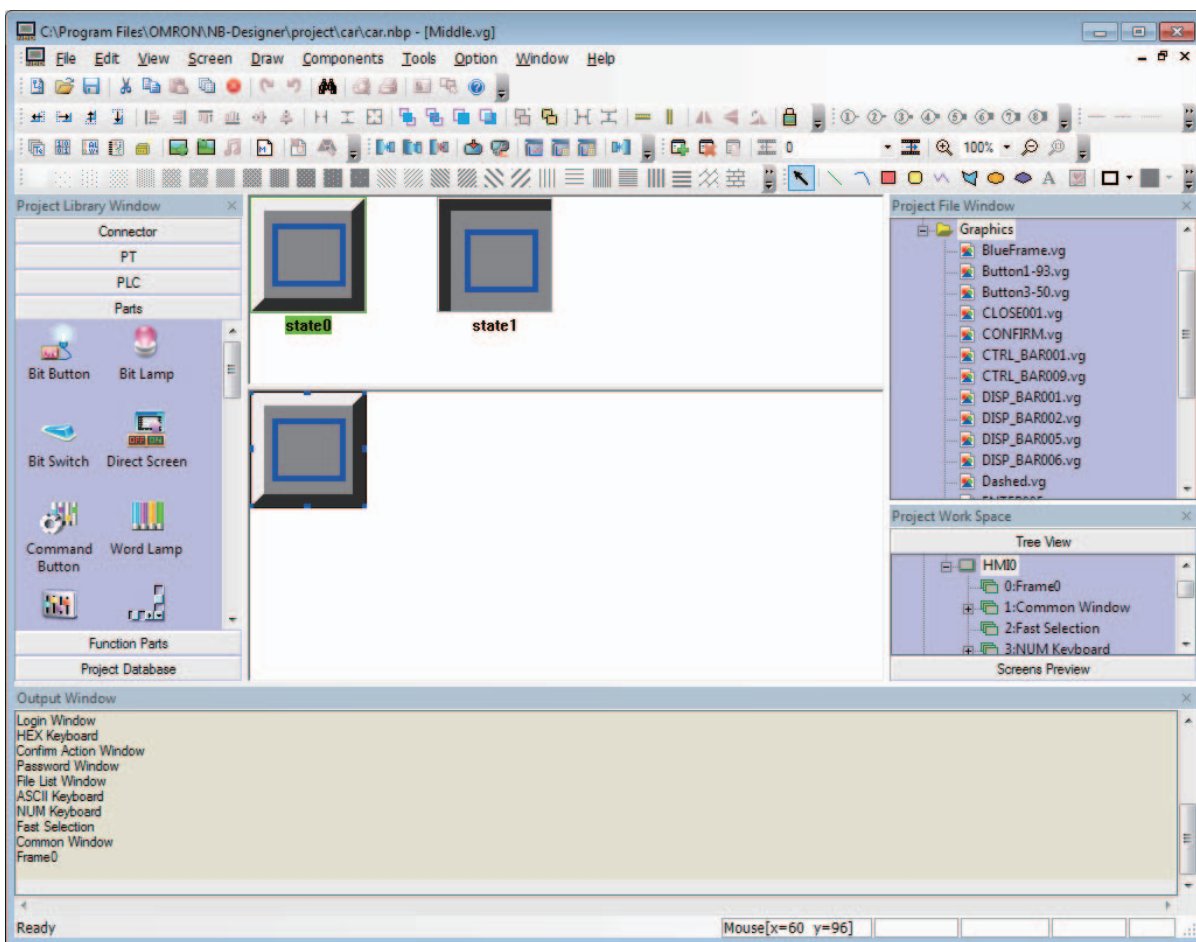 C:\Program Files\OMRON\NB-Designer\project\car\car.nbp - [Middle.vg]
File Edit View Screen Draw Components Tools Option Window Help
0 100%
Project Library Window
Connector
PT
PLC
Parts
Bit Button Bit Lamp
Bit Switch Direct Screen
Command Button Word Lamp
Function Parts
Project Database
state0 state1
Project File Window
Graphics
BlueFrame.vg
Button1-93.vg
Button3-50.vg
CLOSE001.vg
CONFIRM.vg
CTRL_BAR001.vg
CTRL_BAR009.vg
DISP_BAR001.vg
DISP_BAR002.vg
DISP_BAR005.vg
DISP_BAR006.vg
Dashed.vg
Project Work Space
Tree View
HMI0
0:Frame0
1:Common Window
2:Fast Selection
3:NUM Keyboard
Screens Preview
Output Window
Login Window
HEX Keyboard
Confirm Action Window
Password Window
File List Window
ASCII Keyboard
NUM Keyboard
Fast Selection
Common Window
Frame0
Ready Mouse[x=60 y=96]